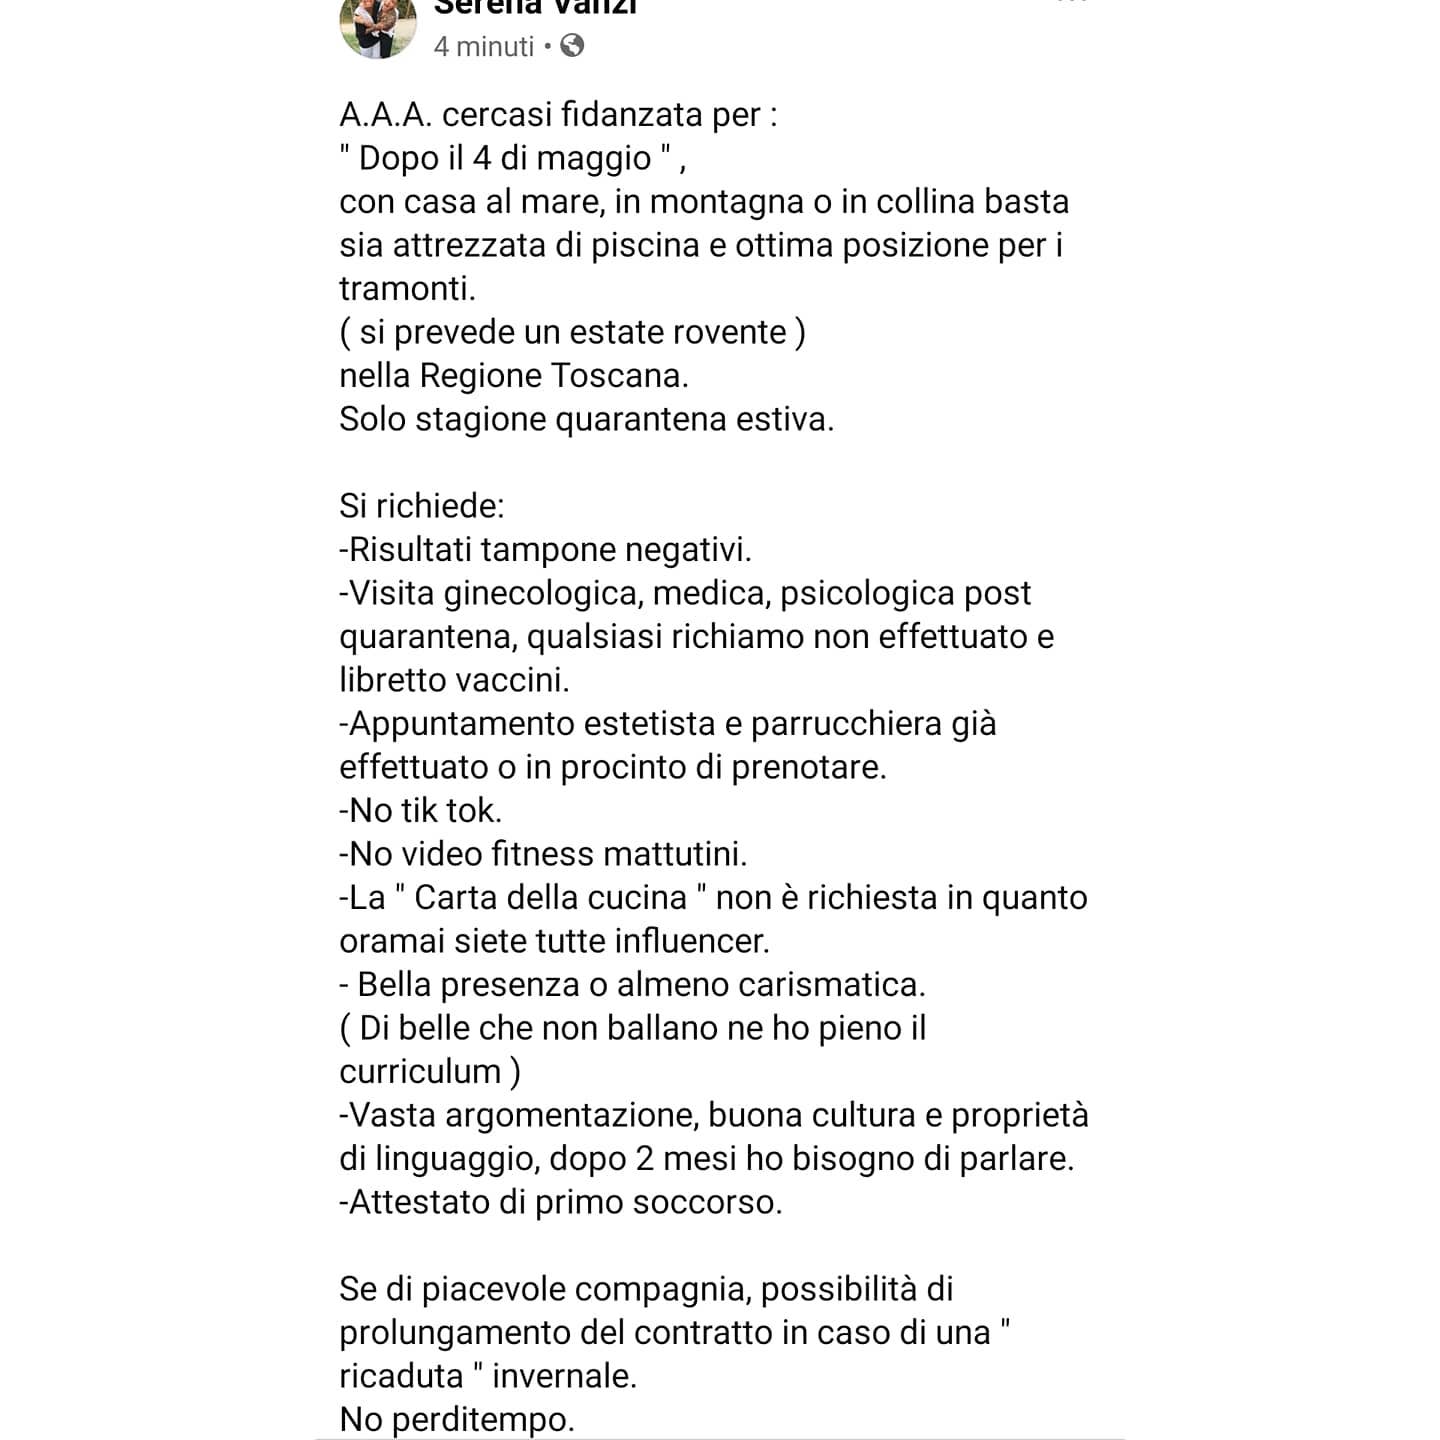 Serena Vanzi
4 minuti •
A.A.A. cercasi fidanzata per :
" Dopo il 4 di maggio " ,
con casa al mare, in montagna o in collina basta
sia attrezzata di piscina e ottima posizione per i
tramonti.
( si prevede un estate rovente )
nella Regione Toscana.
Solo stagione quarantena estiva.
Si richiede:
-Risultati tampone negativi.
-Visita ginecologica, medica, psicologica post
quarantena, qualsiasi richiamo non effettuato e
libretto vaccini.
-Appuntamento estetista e parrucchiera già
effettuato o in procinto di prenotare.
-No tik tok.
-No video fitness mattutini.
-La " Carta della cucina " non è richiesta in quanto
oramai siete tutte influencer.
- Bella presenza o almeno carismatica.
( Di belle che non ballano ne ho pieno il
curriculum )
-Vasta argomentazione, buona cultura e proprietà
di linguaggio, dopo 2 mesi ho bisogno di parlare.
-Attestato di primo soccorso.
Se di piacevole compagnia, possibilità di
prolungamento del contratto in caso di una "
ricaduta " invernale.
No perditempo.